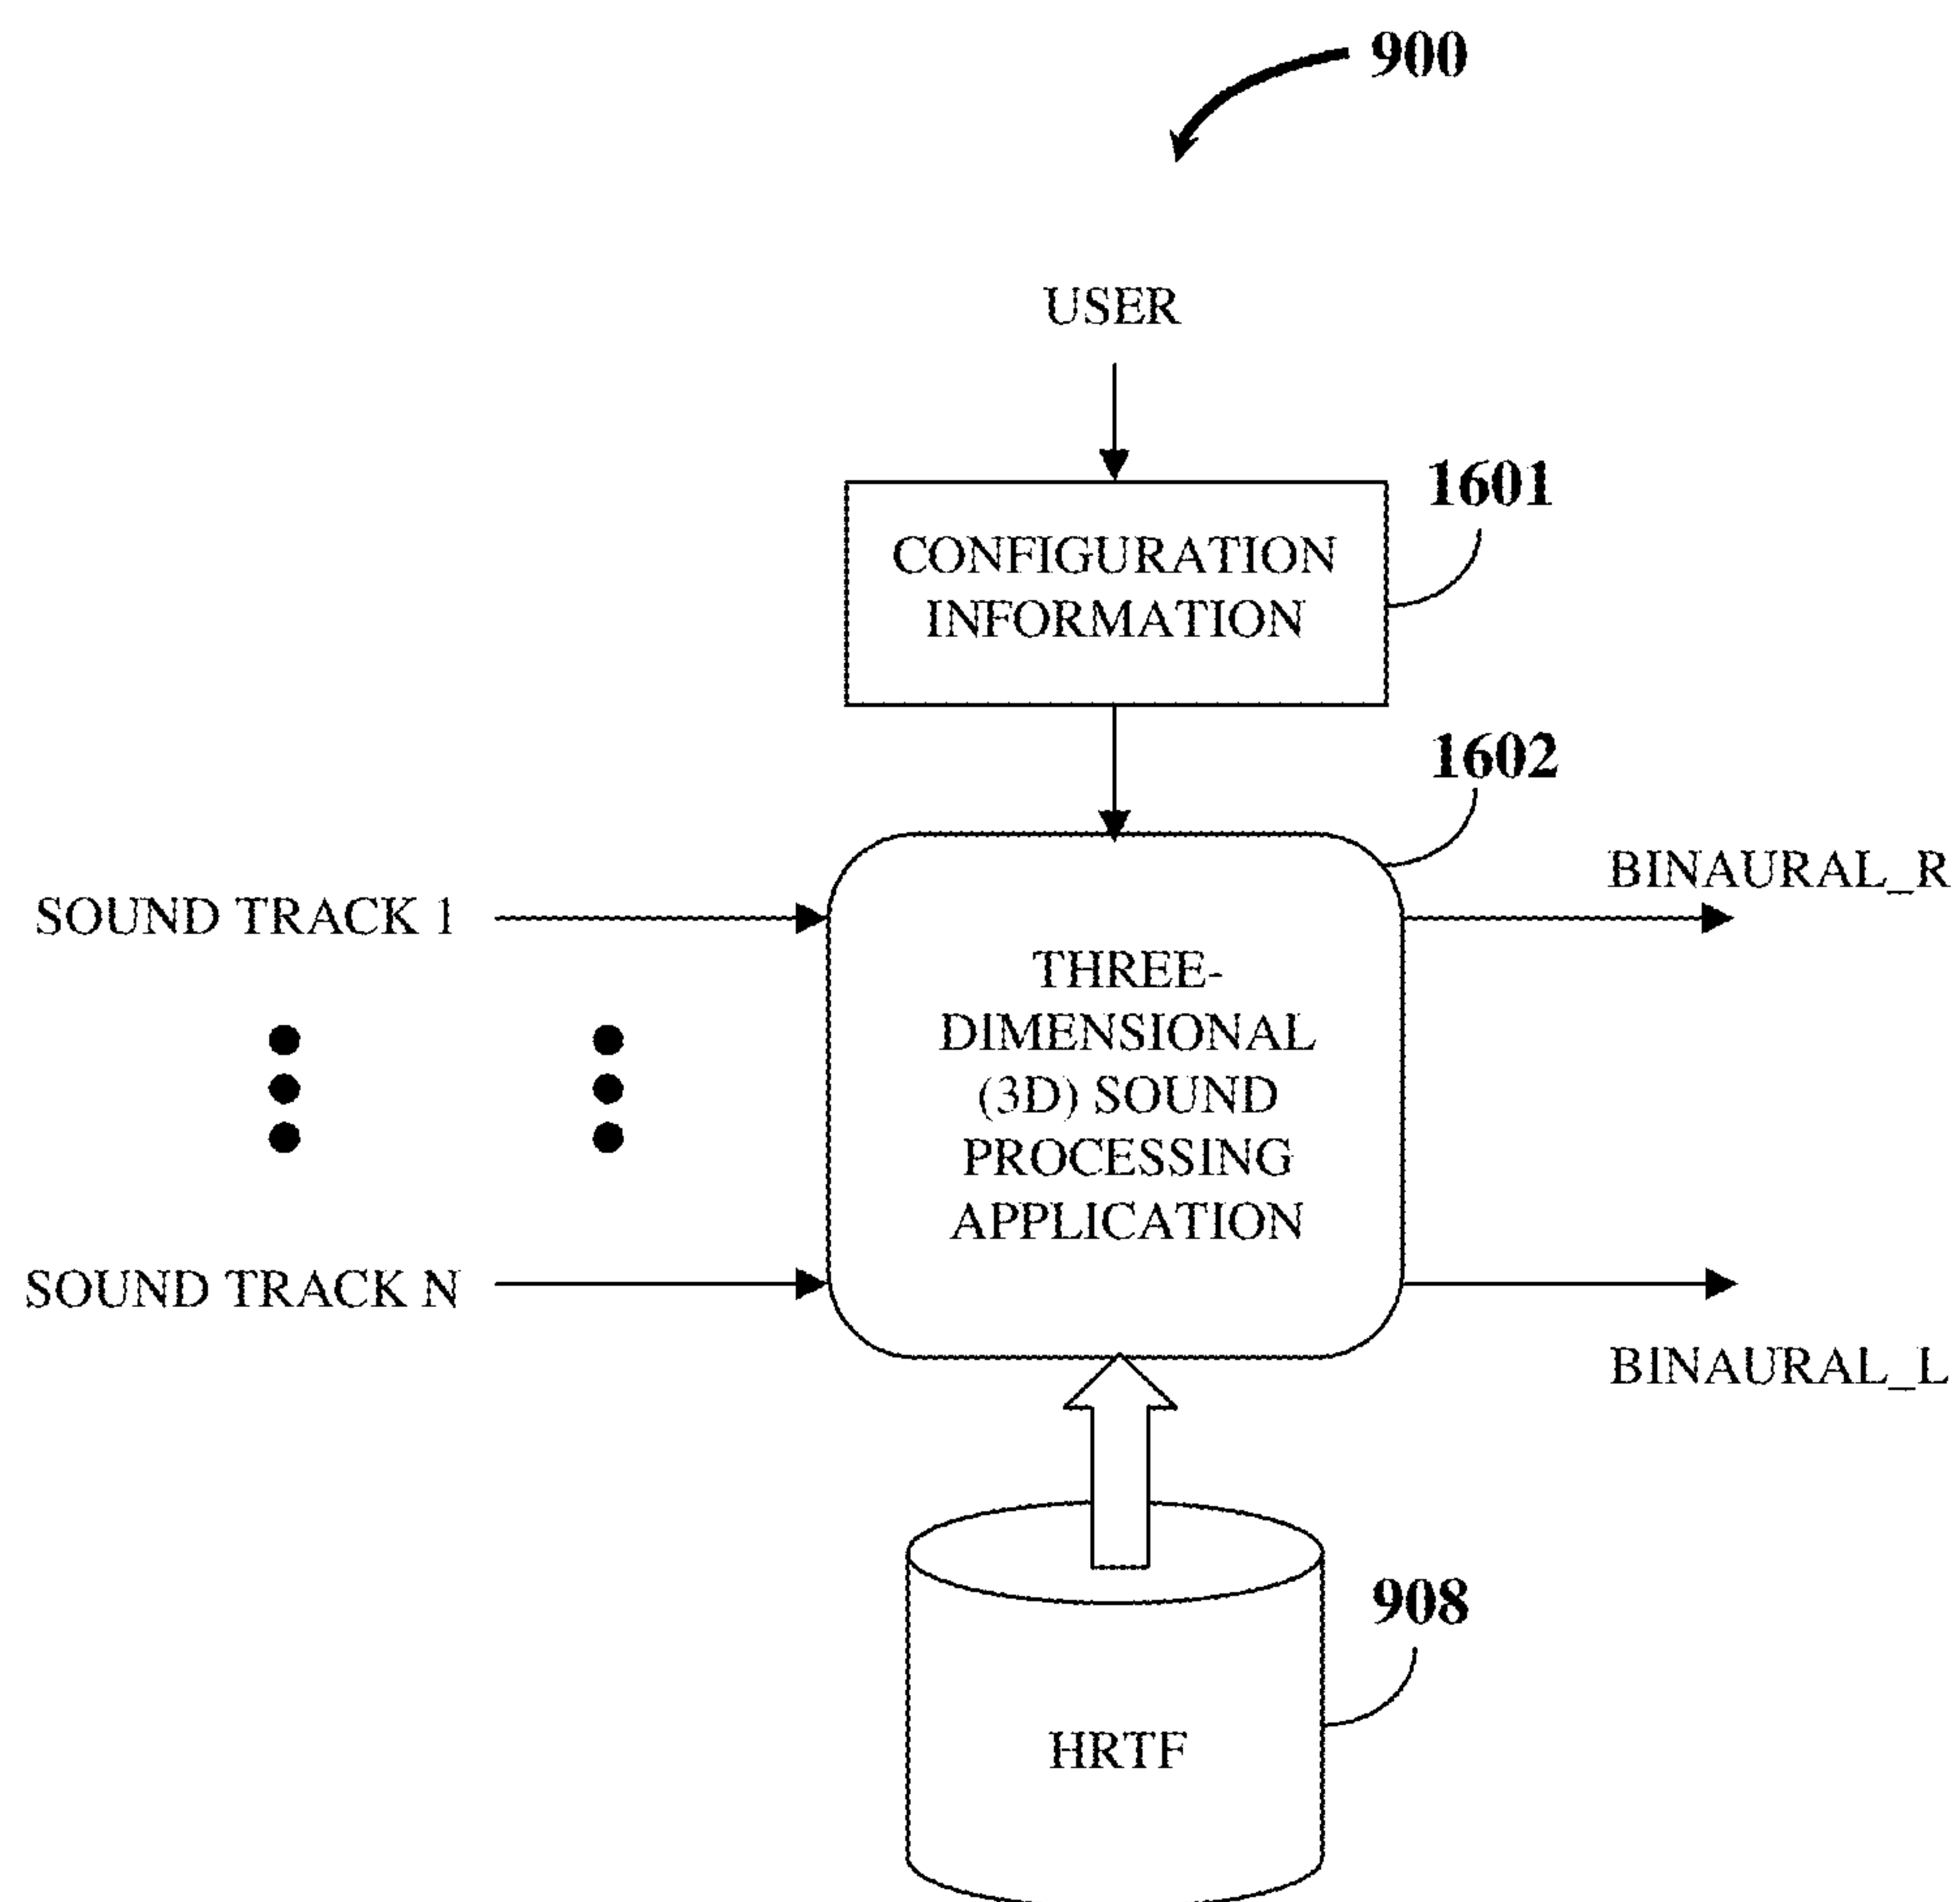 900
USER
1601
CONFIGURATION
INFORMATION
1602
BINAURAL_R
SOUND TRACK 1
THREE-
DIMENSIONAL
(3D) SOUND
PROCESSING
APPLICATION
SOUND TRACK N
BINAURAL_L
908
HRTF